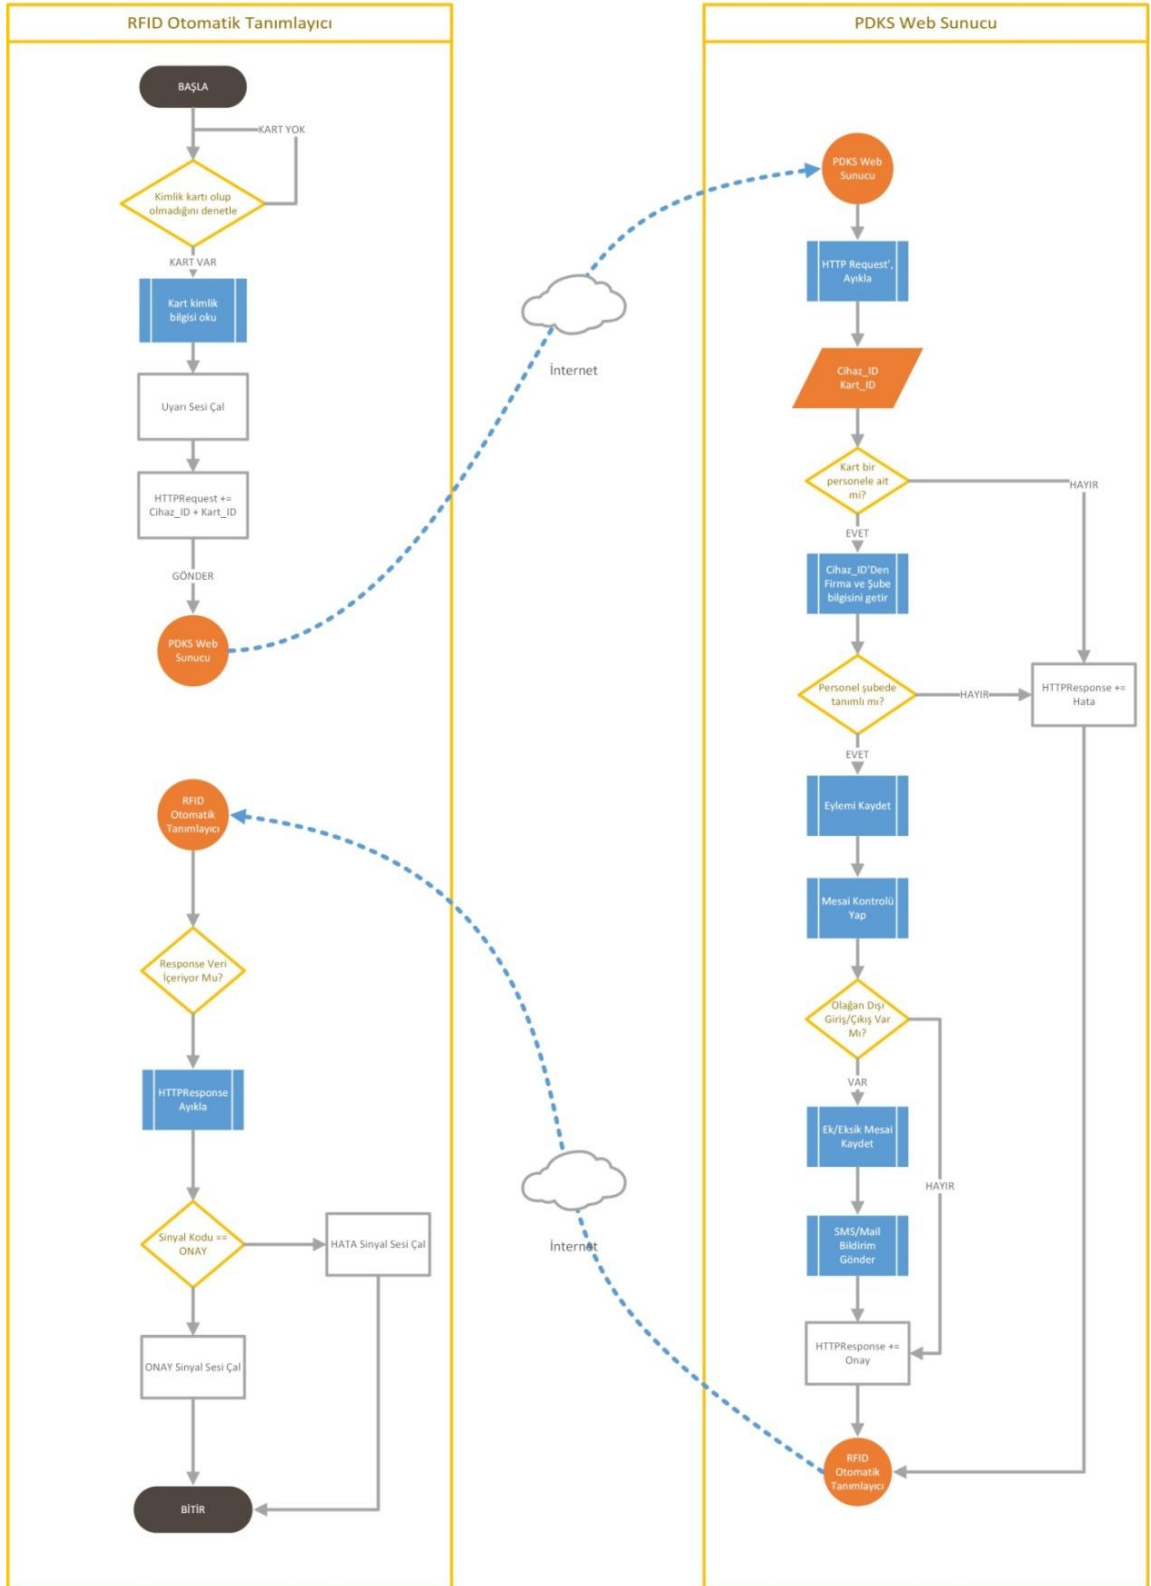 RFID Otomatik Tanımlayıcı
BAŞLA
KART YOK
Kimlik kartı olup
olmadığını denetle
KART VAR
Kart kimlik
bilgisi oku
Uyarı Sesi Çal
HTTPRequest +=
Cihaz_ID + Kart_ID
GÖNDER
PDKS Web
Sunucu
İnternet
PDKS Web Sunucu
PDKS Web
Sunucu
HTTP Request',
Ayıkla
Cihaz_ID
Kart_ID
Kart bir
personele ait
mi?
HAYIR
EVET
Cihaz_ID'Den
Firma ve Şube
bilgisini getir
Personel şubede
tanımlı mı?
HAYIR
HTTPResponse +=
Hata
EVET
Eylemi Kaydet
Mesai Kontrolü
Yap
Olağan Dışı
Giriş/Çıkış Var
Mı?
VAR
Ek/Eksik Mesai
Kaydet
HAYIR
SMS/Mail
Bildirim
Gönder
HTTPResponse +=
Onay
RFID
Otomatik
Tanımlayıcı
İnternet
RFID
Otomatik
Tanımlayıcı
Response Veri
İçeriyor Mu?
HTTPResponse
Ayıkla
Sinyal Kodu ==
ONAY
HATA Sinyal Sesi Çal
ONAY Sinyal Sesi Çal
BİTİR